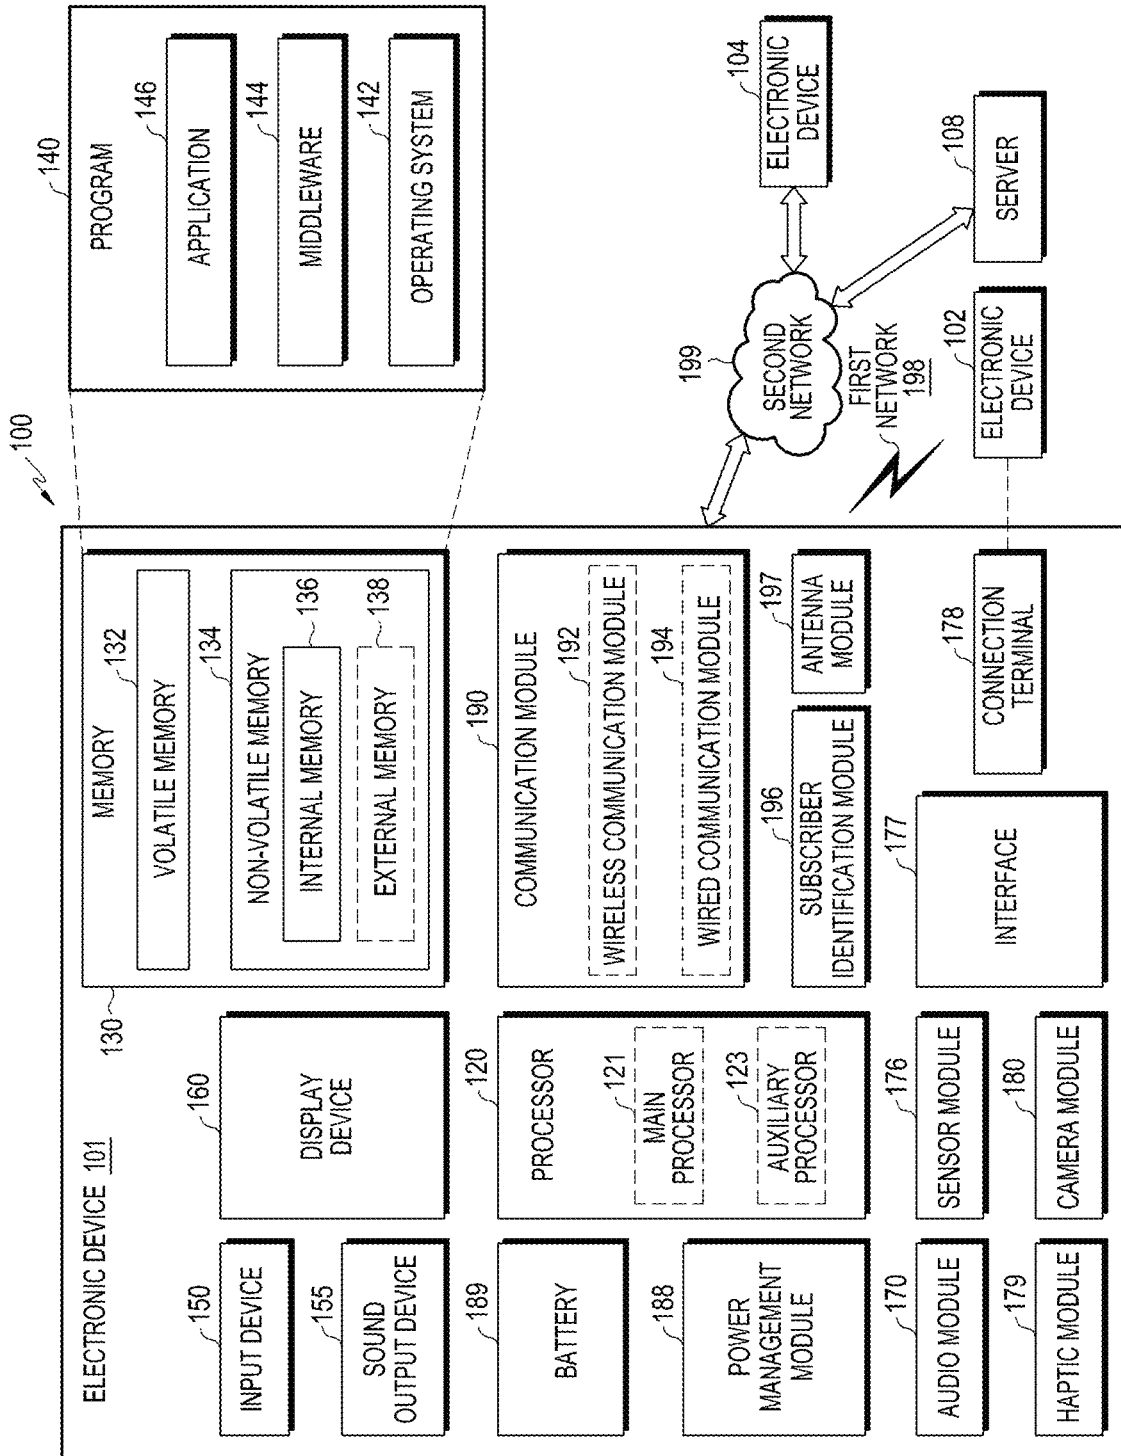 100
ELECTRONIC DEVICE 101
INPUT DEVICE
150
SOUND
OUTPUT DEVICE
155
BATTERY
189
POWER
MANAGEMENT
MODULE
188
AUDIO MODULE
170
HAPTIC MODULE
179
DISPLAY
DEVICE
160
PROCESSOR
120
MAIN
PROCESSOR
121
AUXILIARY
PROCESSOR
123
SENSOR MODULE
176
CAMERA MODULE
180
130
MEMORY
VOLATILE MEMORY
132
NON-VOLATILE MEMORY
134
INTERNAL MEMORY
136
EXTERNAL MEMORY
138
COMMUNICATION MODULE
190
WIRELESS COMMUNICATION MODULE
192
WIRED COMMUNICATION MODULE
194
SUBSCRIBER
IDENTIFICATION MODULE
196
ANTENNA
MODULE
197
INTERFACE
177
CONNECTION
TERMINAL
178
PROGRAM
140
APPLICATION
146
MIDDLEWARE
144
OPERATING SYSTEM
142
SECOND
NETWORK
199
FIRST
NETWORK
198
ELECTRONIC
DEVICE
104
ELECTRONIC
DEVICE
102
SERVER
108